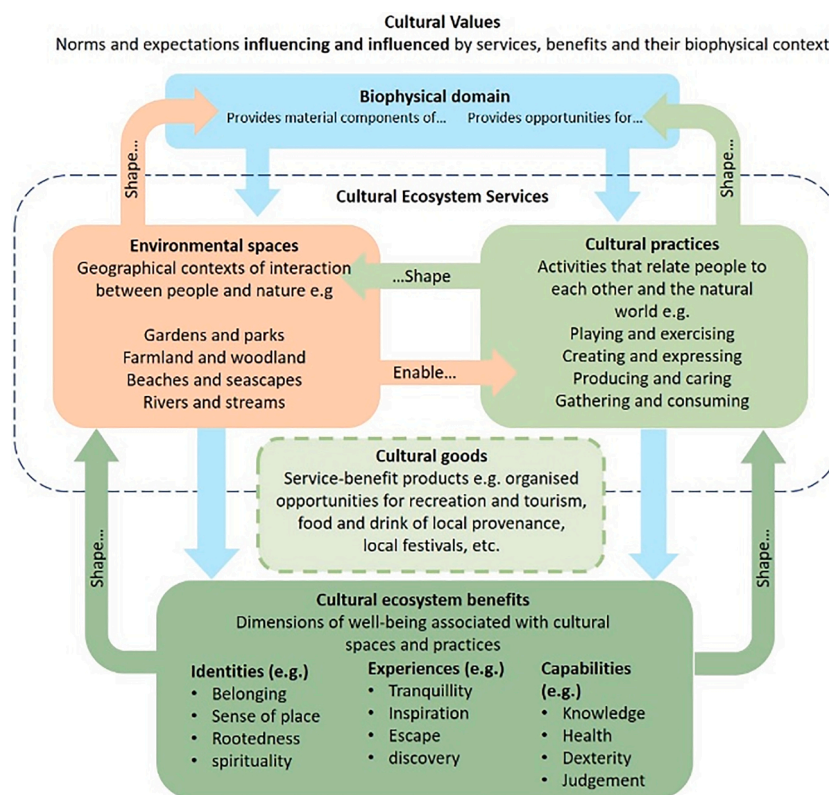 Cultural Values
Norms and expectations influencing and influenced by services, benefits and their biophysical context
Biophysical domain
Provides material components of...
Provides opportunities for...
Shape...
Shape...
Cultural Ecosystem Services
Environmental spaces
Geographical contexts of interaction
between people and nature e.g
Gardens and parks
Farmland and woodland
Beaches and seascapes
Rivers and streams
...Shape
Enable...
Cultural practices
Activities that relate people to
each other and the natural
world e.g.
Playing and exercising
Creating and expressing
Producing and caring
Gathering and consuming
Cultural goods
Service-benefit products e.g. organised
opportunities for recreation and tourism,
food and drink of local provenance,
local festivals, etc.
Shape...
Shape...
Cultural ecosystem benefits
Dimensions of well-being associated with cultural
spaces and practices
Identities (e.g.)
• Belonging
• Sense of place
• Rootedness
• spirituality
Experiences (e.g.)
• Tranquillity
• Inspiration
• Escape
• discovery
Capabilities
(e.g.)
• Knowledge
• Health
• Dexterity
• Judgement